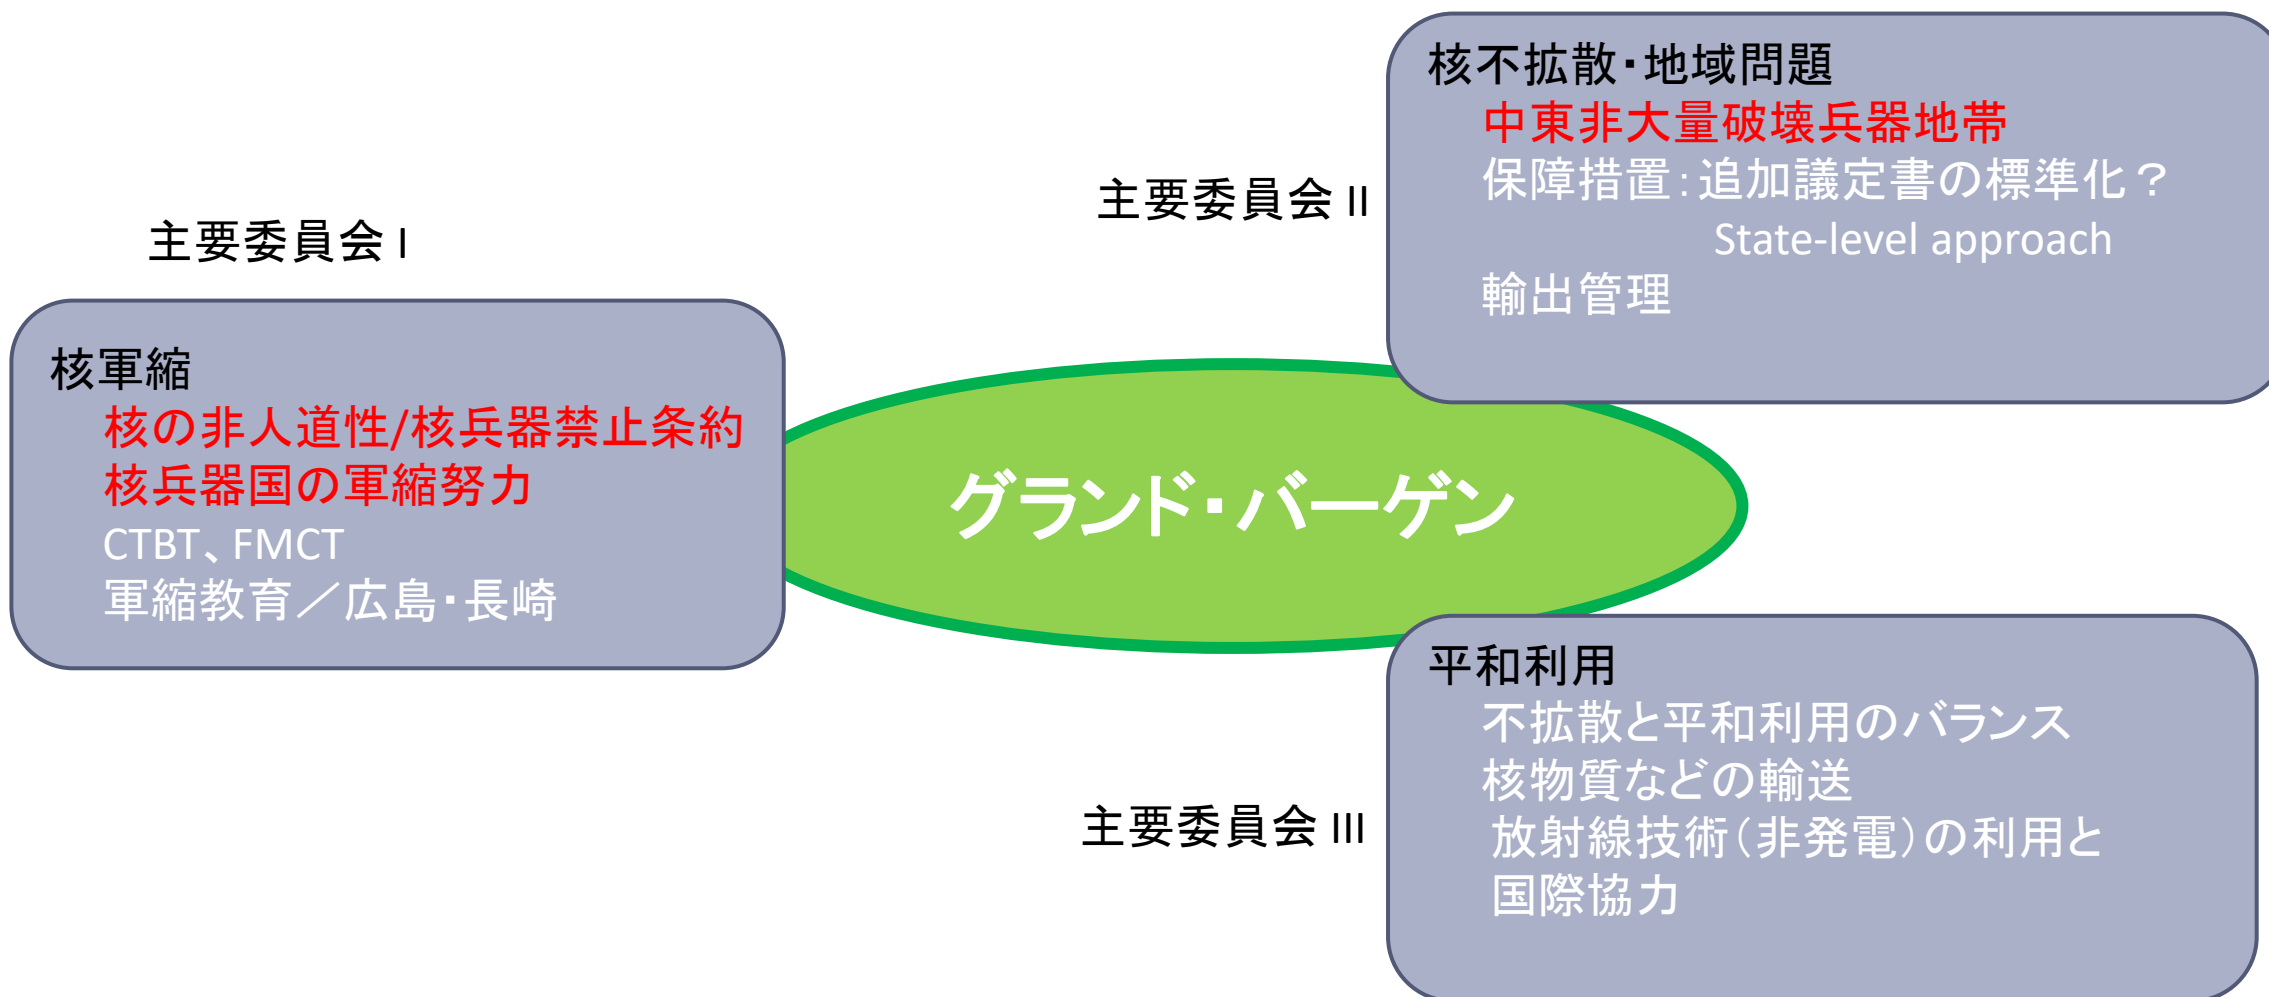 主要委員会 I
核軍縮
核の非人道性/核兵器禁止条約
核兵器国の軍縮努力
CTBT、FMCT
軍縮教育／広島・長崎
グランド・バーゲン
主要委員会 II
核不拡散・地域問題
中東非大量破壊兵器地帯
保障措置：追加議定書の標準化？
State-level approach
輸出管理
主要委員会 III
平和利用
不拡散と平和利用のバランス
核物質などの輸送
放射線技術（非発電）の利用と
国際協力